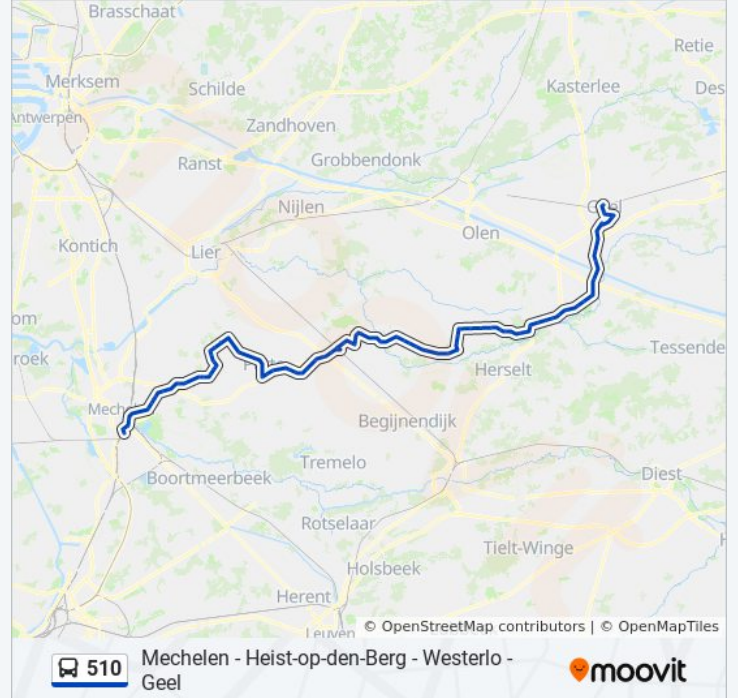 Brasschaat
Retie
Merksem
Schilde
Kasterlee
Des
Antwerpen
Zandhoven
Ranst
Grobbendonk
Nijlen
Olen
Kontich
Lier
om
roek
Tessende
Herselt
Begijnendijk
Tremelo
Boortmeerbeek
Diest
Rotselaar
Tielt-Winge
Holsbeek
Herent
Leuven
© OpenStreetMap contributors | © OpenMapTiles
510
Mechelen - Heist-op-den-Berg - Westerlo -
Geel
moovit